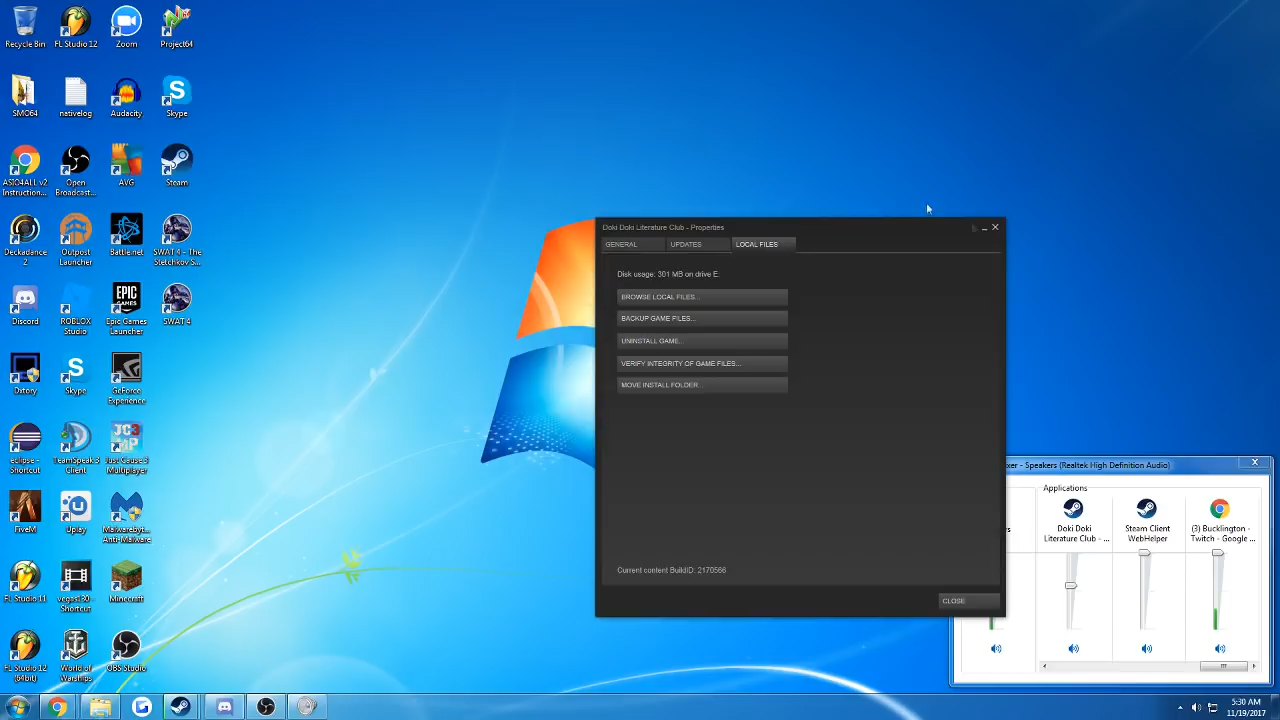 Recycle Bin
FL Studio 12
Zoom
Project64
SMO64
nativelog
Audacity
Skype
ASIO4ALL v2
Instruction...
Open
Broadcast...
AVG
Steam
Deckadance
2
Outpost
Launcher
Battle.net
SWAT 4 - The
Stetchkov S...
Discord
ROBLOX
Studio
Epic Games
Launcher
SWAT 4
Dxtory
Skype
GeForce
Experience
eclipse -
Shortcut
TeamSpeak 3
Client
Just Cause 3
Multiplayer
FiveM
Uplay
Malwareby...
Anti-Malware
FL Studio 11
vegas130 -
Shortcut
Minecraft
FL Studio 12
(64bit)
World of
Warships
OBS Studio
Doki Doki Literature Club - Properties
GENERAL
UPDATES
LOCAL FILES
Disk usage: 301 MB on drive E:
BROWSE LOCAL FILES...
BACKUP GAME FILES...
UNINSTALL GAME...
VERIFY INTEGRITY OF GAME FILES...
MOVE INSTALL FOLDER...
Current content BuildID: 2170566
CLOSE
xer - Speakers (Realtek High Definition Audio)
Applications
Doki Doki
Literature Club - ...
Steam Client
WebHelper
(3) Bucklington -
Twitch - Google ...
5:30 AM
11/19/2017